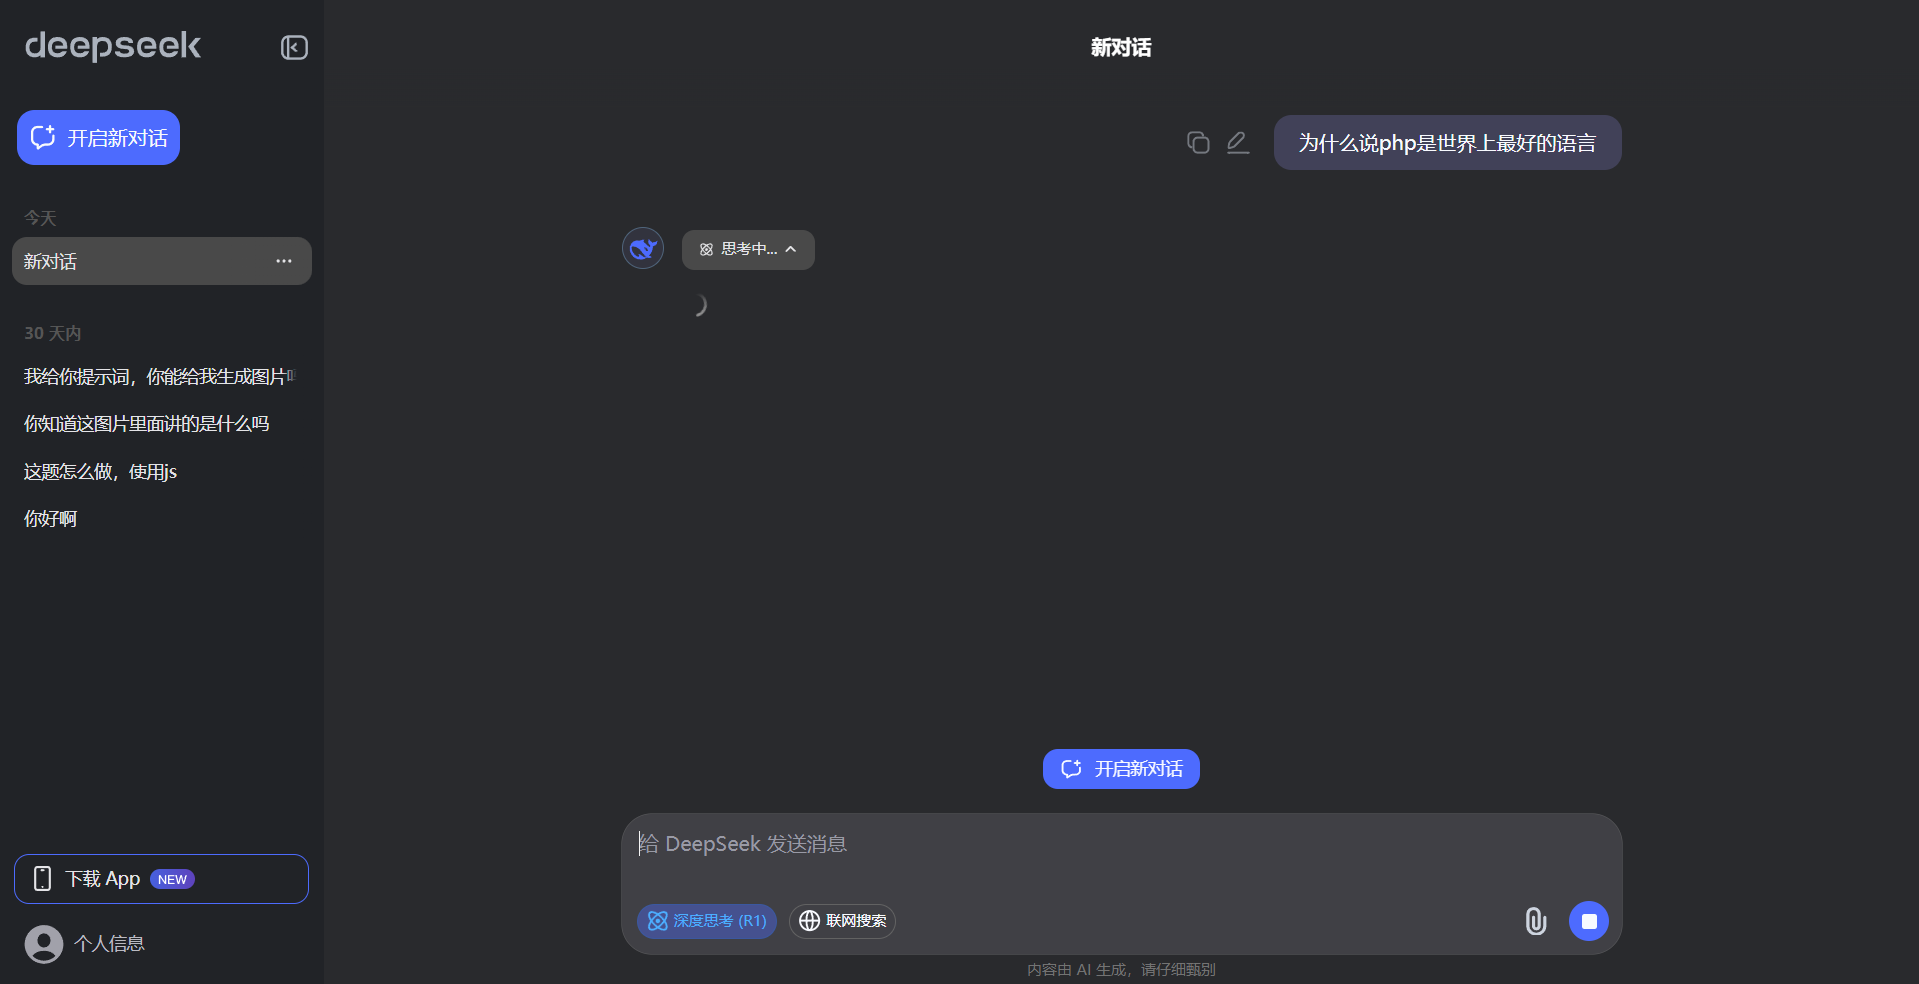 deepseek
开启新对话
今天
新对话
30 天内
我给你提示词，你能给我生成图片
你知道这图片里面讲的是什么吗
这题怎么做，使用js
你好啊
下载 App NEW
个人信息
新对话
为什么说php是世界上最好的语言
思考中...
开启新对话
给 DeepSeek 发送消息
深度思考 (R1) 联网搜索
内容由 AI 生成，请仔细甄别